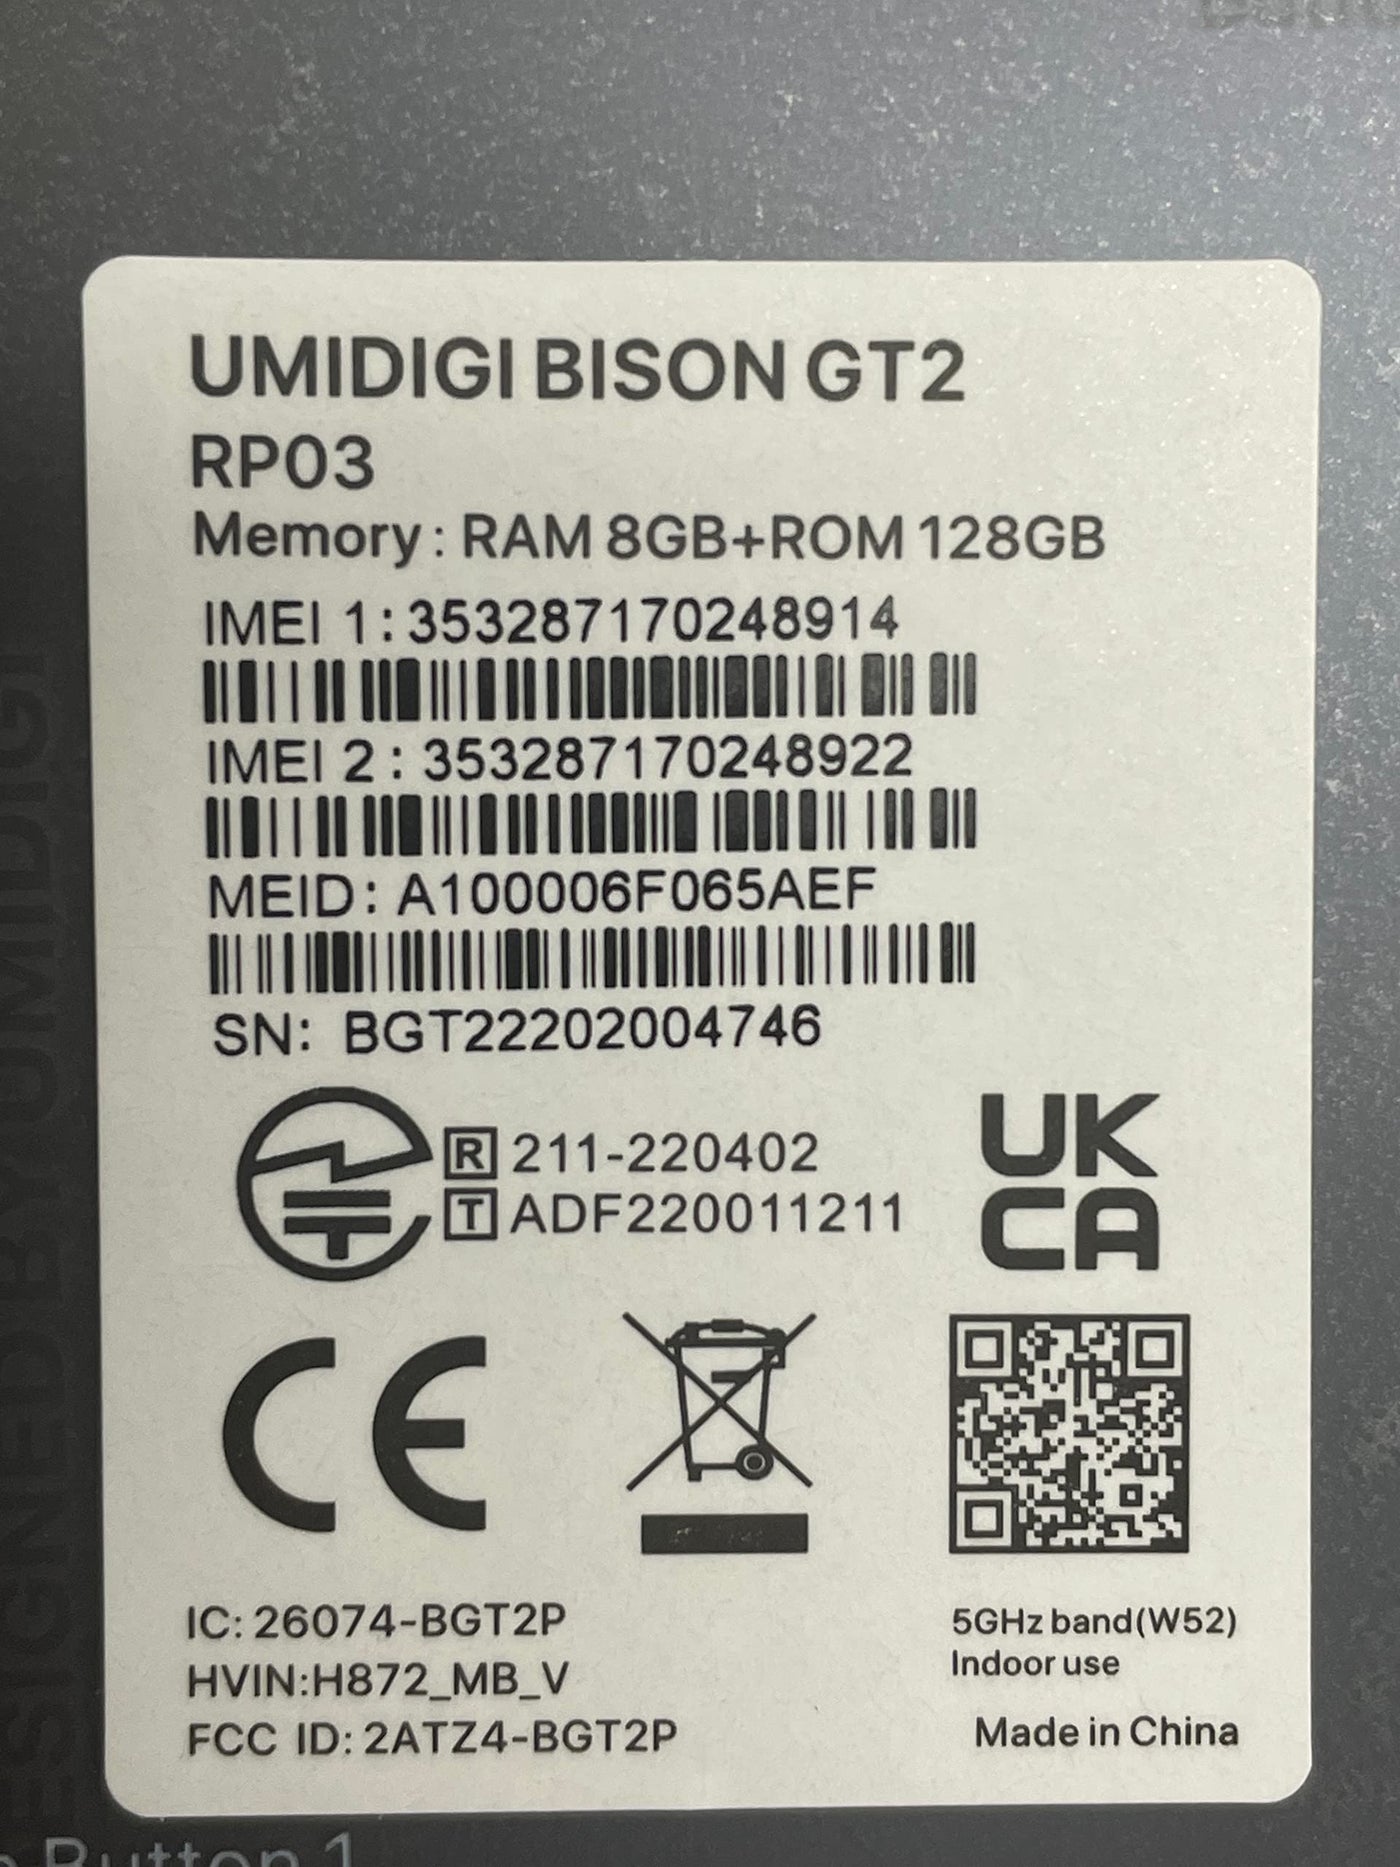 UMIDIGI BISON GT2
RP03
Memory: RAM 8GB+ROM 128GB
IMEI 1:353287170248914
IMEI 2: 353287170248922
MEID: A100006F065AEF
SN: BGT22202004746
R 211-220402
T ADF220011211
UK
CA
CE
IC: 26074-BGT2P
HVIN:H872_MB_V
FCC ID: 2ATZ4-BGT2P
5GHz band(W52)
Indoor use
Made in China
Button 1